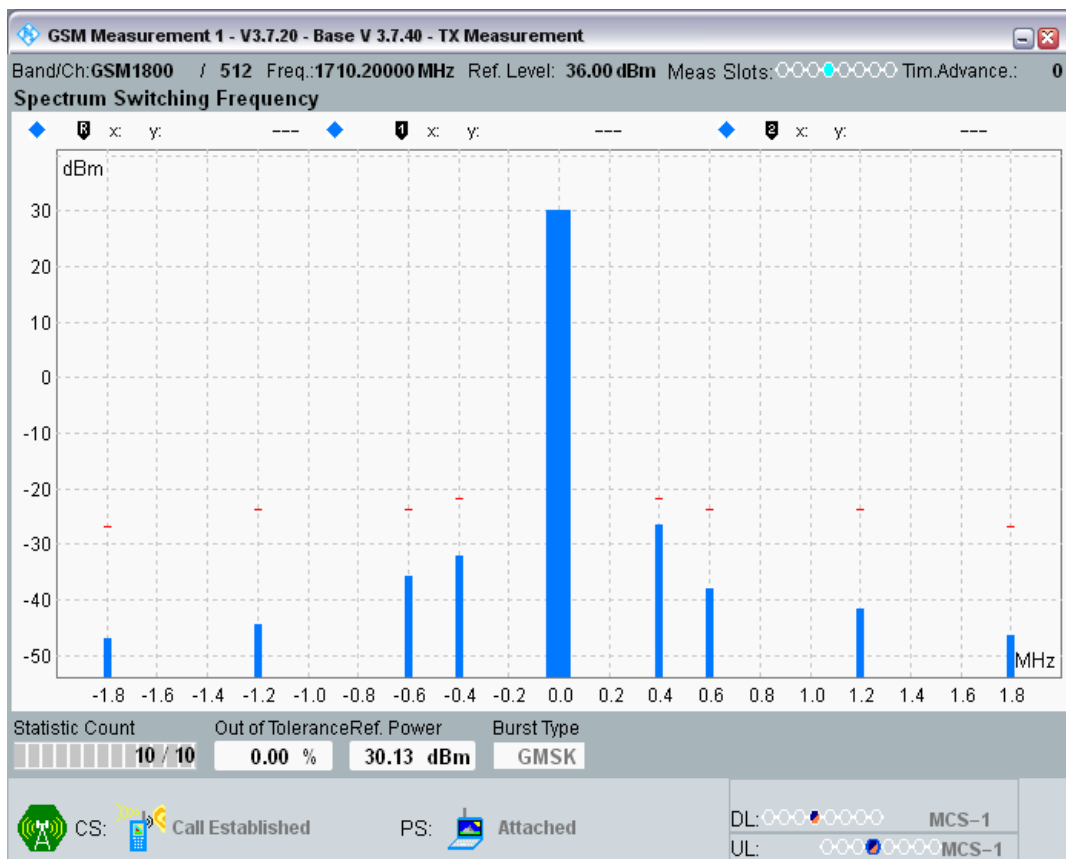 GSM Measurement 1 - V3.7.20 - Base V 3.7.40 - TX Measurement
Band/Ch:GSM1800 / 512 Freq.:1710.20000 MHz Ref. Level: 36.00 dBm Meas Slots: Tim.Advance.: 0
Spectrum Switching Frequency
R x: y: --- 1 x: y: --- 2 x: y: ---
dBm
30
20
10
0
-10
-20
-30
-40
-50
MHz
-1.8 -1.6 -1.4 -1.2 -1.0 -0.8 -0.6 -0.4 -0.2 0.0 0.2 0.4 0.6 0.8 1.0 1.2 1.4 1.6 1.8
Statistic Count Out of Tolerance Ref. Power Burst Type
10 / 10 0.00 % 30.13 dBm GMSK
CS: Call Established PS: Attached DL: MCS-1
UL: MCS-1